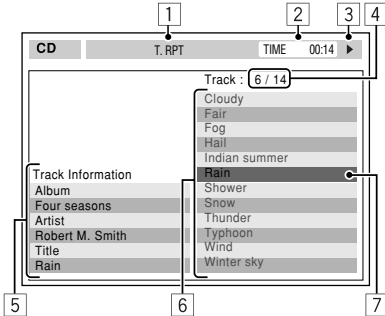 1 2 3 4
CD T. RPT TIME 00:14
Track : 6 / 14
Cloudy
Fair
Fog
Hail
Indian summer
Rain
Shower
Snow
Thunder
Typhoon
Wind
Winter sky
Track Information
Album
Four seasons
Artist
Robert M. Smith
Title
Rain
5 6 7